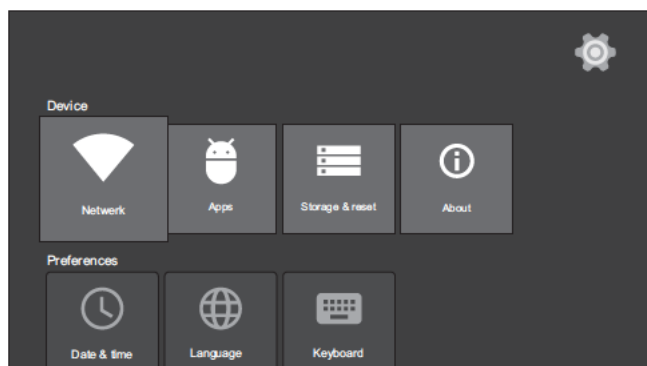 Device
Netwerk
Apps
Storage & reset
About
Preferences
Date & time
Language
Keyboard